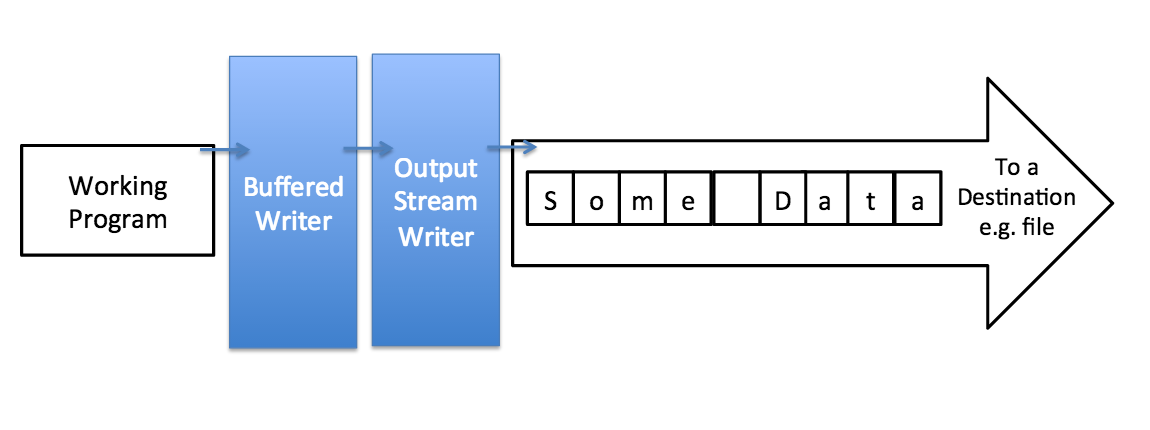 Working
Program
Buffered
Writer
Output
Stream
Writer
S o m e   D a t a
To a
Destination
e.g. file